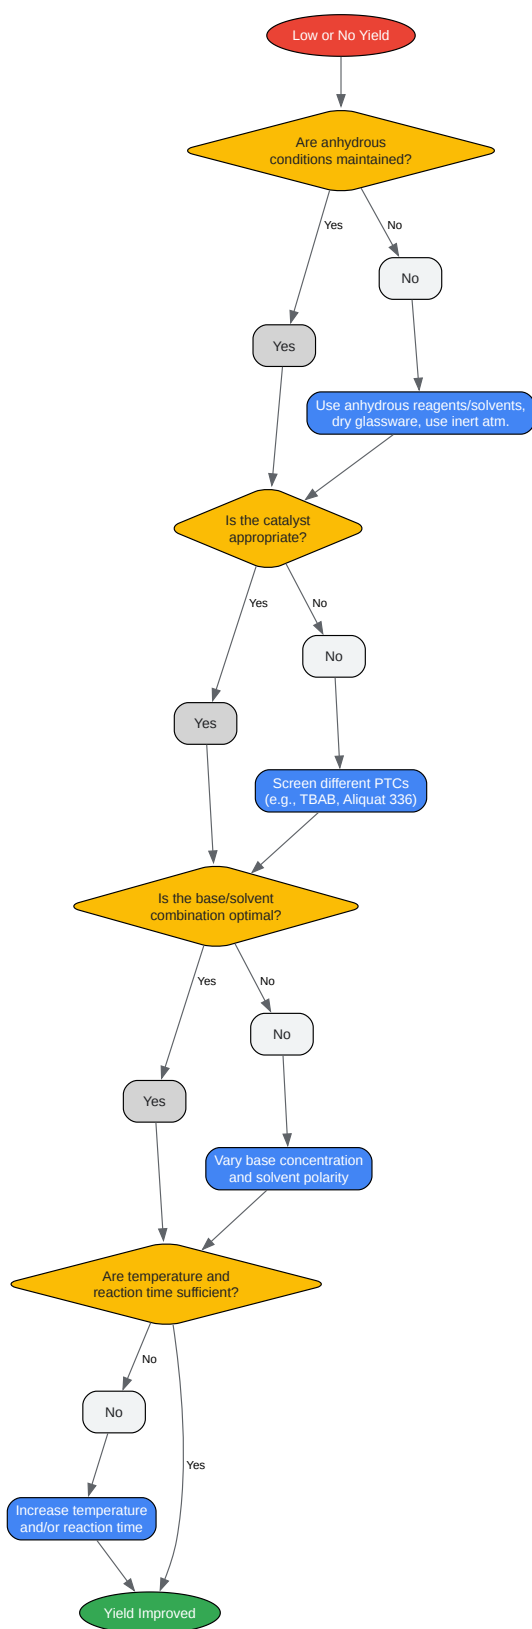 Low or No Yield
Are anhydrous
conditions maintained?
Yes
No
No
Yes
Use anhydrous reagents/solvents,
dry glassware, use inert atm.
Is the catalyst
appropriate?
Yes
No
No
Yes
Screen different PTCs
(e.g., TBAB, Aliquat 336)
Is the base/solvent
combination optimal?
Yes
No
No
Yes
Vary base concentration
and solvent polarity
Are temperature and
reaction time sufficient?
No
No
Yes
Increase temperature
and/or reaction time
Yield Improved